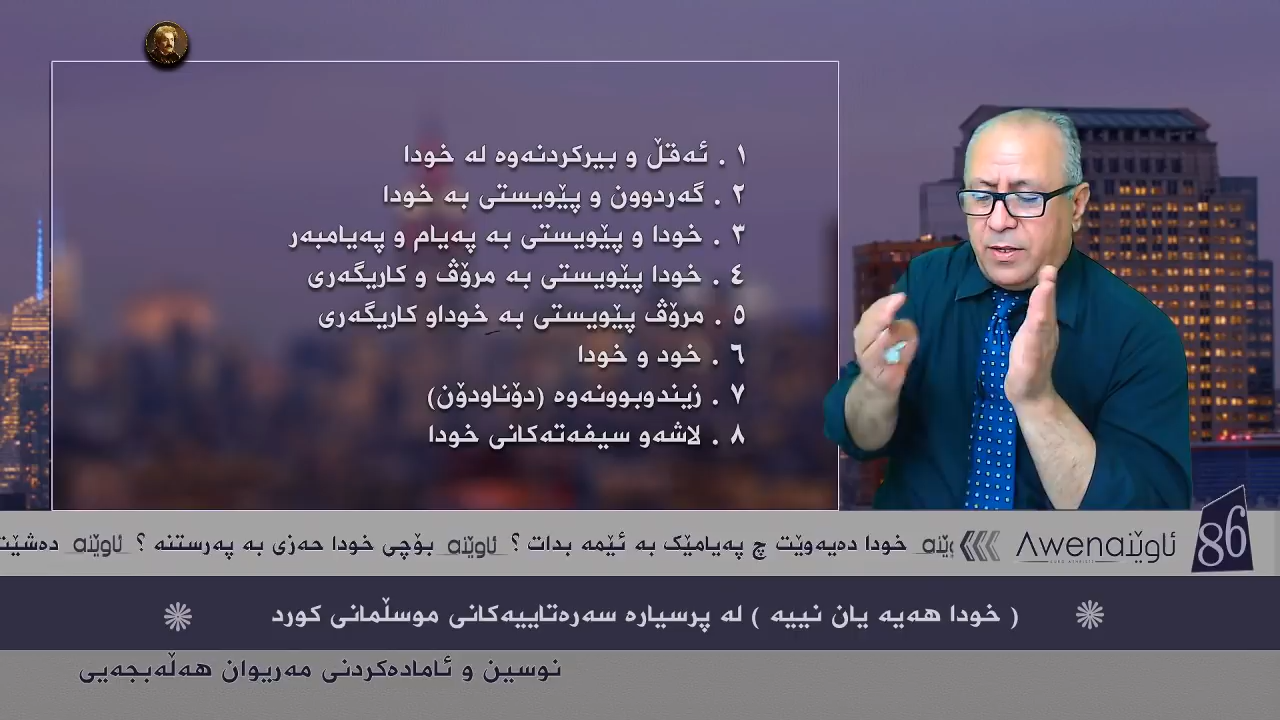 ١ . ئەقڵ و بیرکردنەوە لە خودا
٢ . گەردوون و پێویستی بە خودا
٣ . خودا و پێویستی بە پەیام و پەیامبەر
٤ . خودا پێویستی بە مرۆڤ و کاریگەری
٥ . مرۆڤ پێویستی بە خوداو کاریگەری
٦ . خود و خودا
٧ . زیندوبوونەوە (دۆناودۆن)
٨ . لاشەو سیفەتەکانی خودا
86 Awena ئاوێنە خودا دەیەوێت چ پەیامێک بە ئێمە بدات ؟ ئاوێنە بۆچی خودا حەزی بە پەرستنە ؟ ئاوێنە
( خودا هەیە یان نییە ) لە پرسیارە سەرەتاییەکانی موسڵمانی کورد
نوسین و ئامادەکردنی مەریوان هەڵەبجەیی